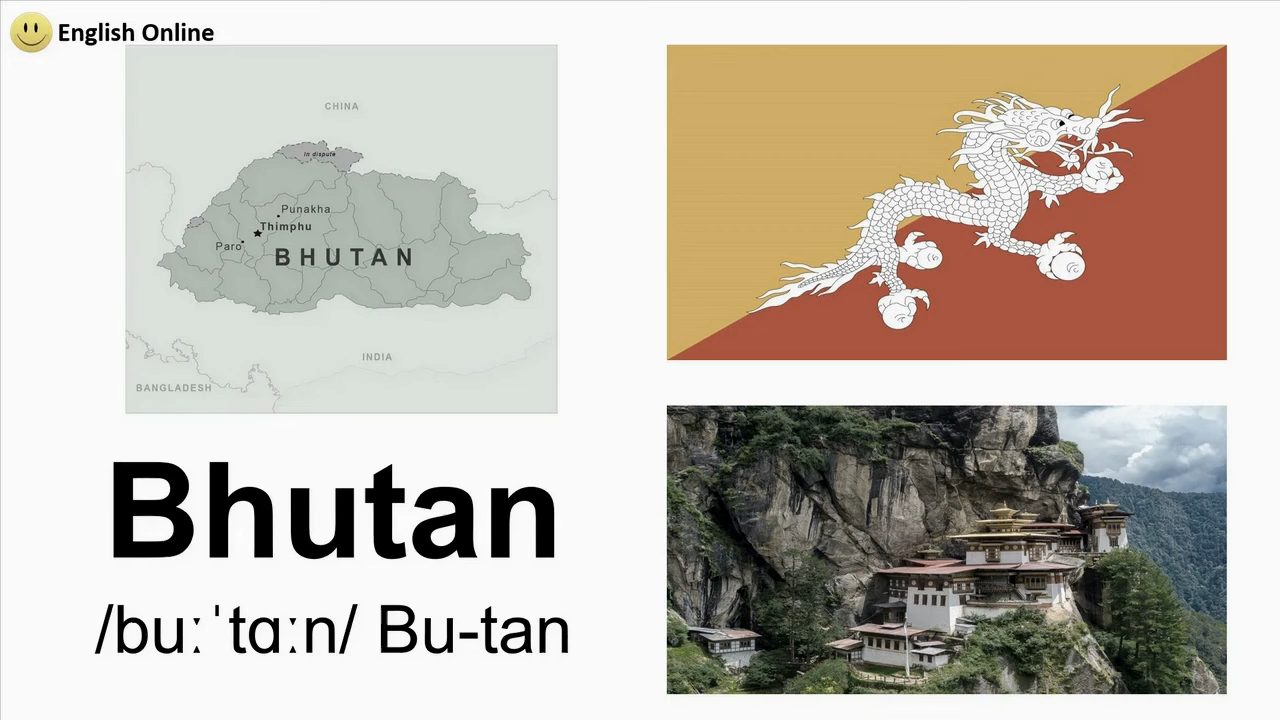 English Online
CHINA
In dispute
Punakha
Thimphu
Paro
BHUTAN
INDIA
BANGLADESH
Bhutan
/buːˈtɑːn/ Bu-tan